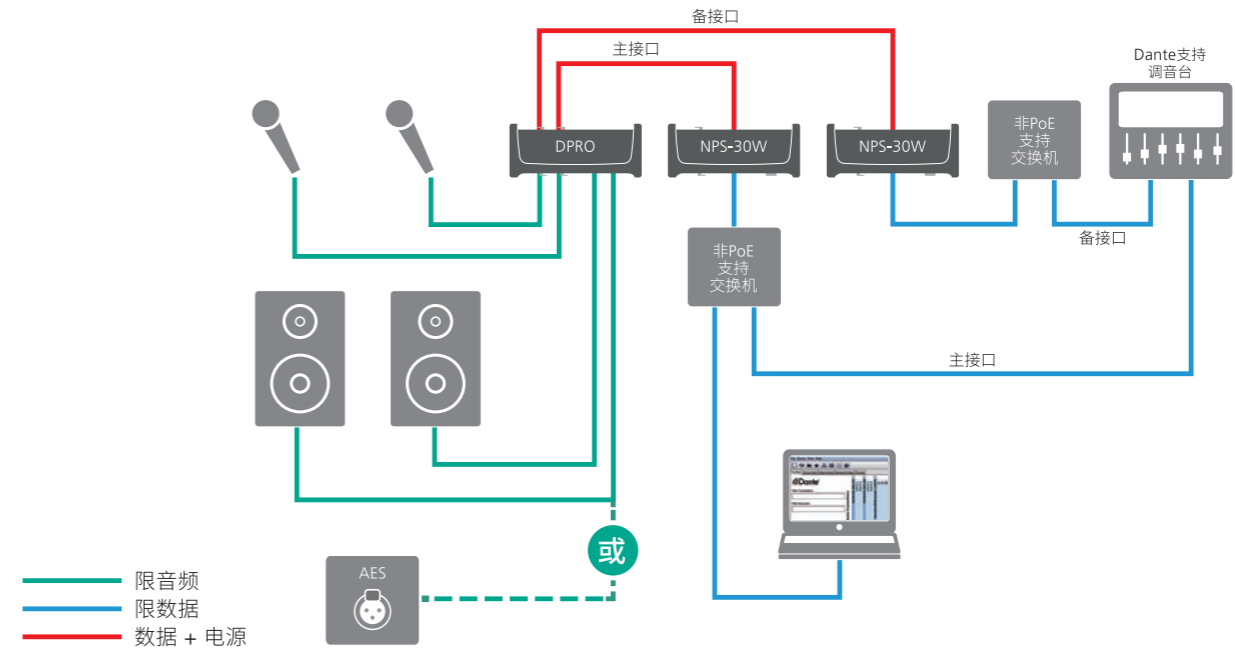 备接口
主接口
Dante支持
调音台
DPRO
NPS-30W
NPS-30W
非PoE
支持
交换机
备接口
非PoE
支持
交换机
主接口
Dante
或
AES
限音频
限数据
数据 + 电源